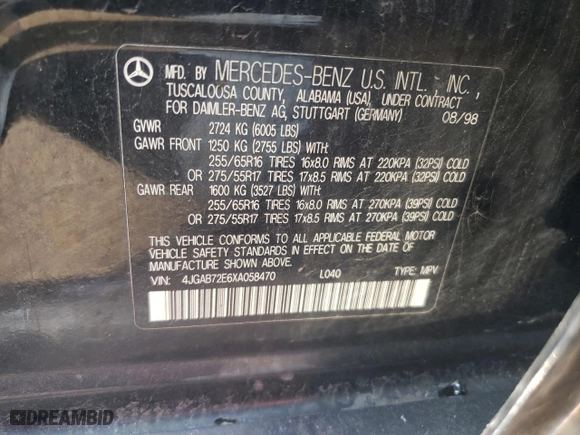 MFD. BY MERCEDES-BENZ U.S. INTL., INC.,
TUSCALOOSA COUNTY, ALABAMA (USA), UNDER CONTRACT
FOR DAIMLER-BENZ AG, STUTTGART (GERMANY) 08/98
GVWR 2724 KG (6005 LBS)
GAWR FRONT 1250 KG (2755 LBS) WITH:
255/65R16 TIRES 16x8.0 RIMS AT 220KPA (32PSI) COLD
OR 275/55R17 TIRES 17x8.5 RIMS AT 220KPA (32PSI) COLD
GAWR REAR 1600 KG (3527 LBS) WITH:
255/65R16 TIRES 16x8.0 RIMS AT 270KPA (39PSI) COLD
OR 275/55R17 TIRES 17x8.5 RIMS AT 270KPA (39PSI) COLD
THIS VEHICLE CONFORMS TO ALL APPLICABLE FEDERAL MOTOR
VEHICLE SAFETY STANDARDS IN EFFECT ON THE DATE OF
MANUFACTURE SHOWN ABOVE.
VIN: 4JGAB72E6XA058470 L040 TYPE: MPV
DREAMBID